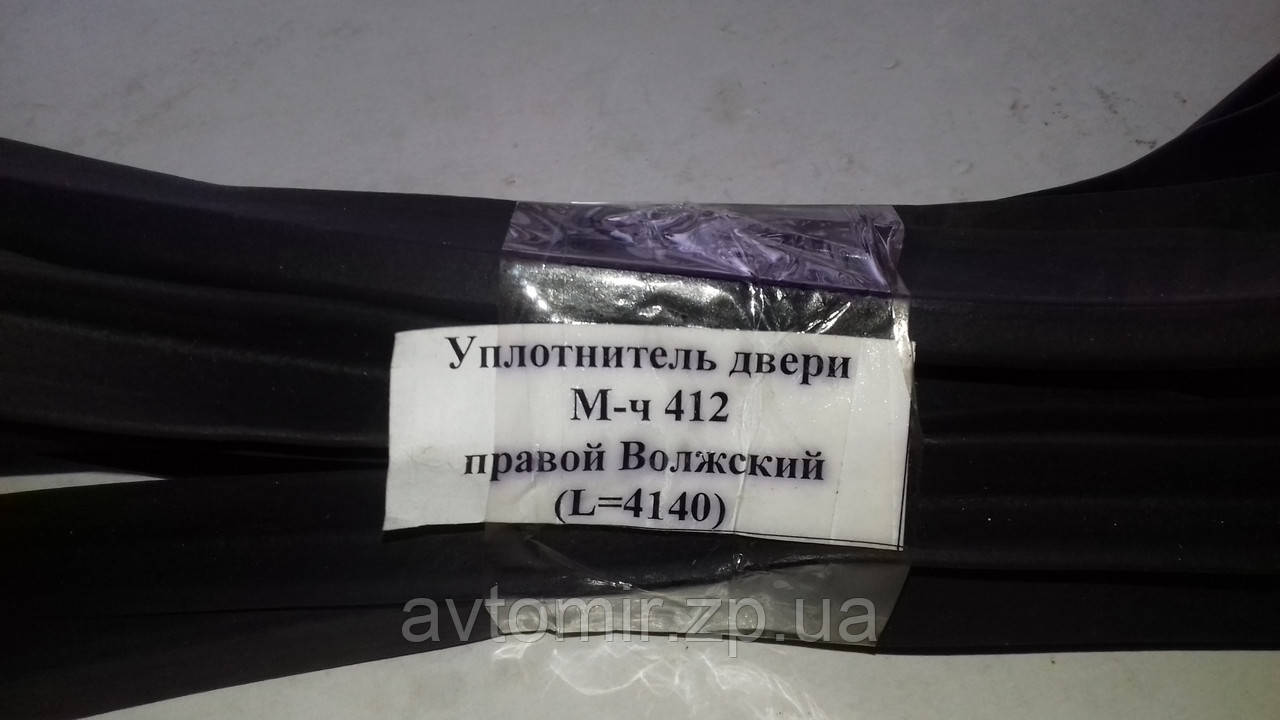 Уплотнитель двери
М-ч 412
правой Волжский
(L=4140)
avtomir.zp.ua